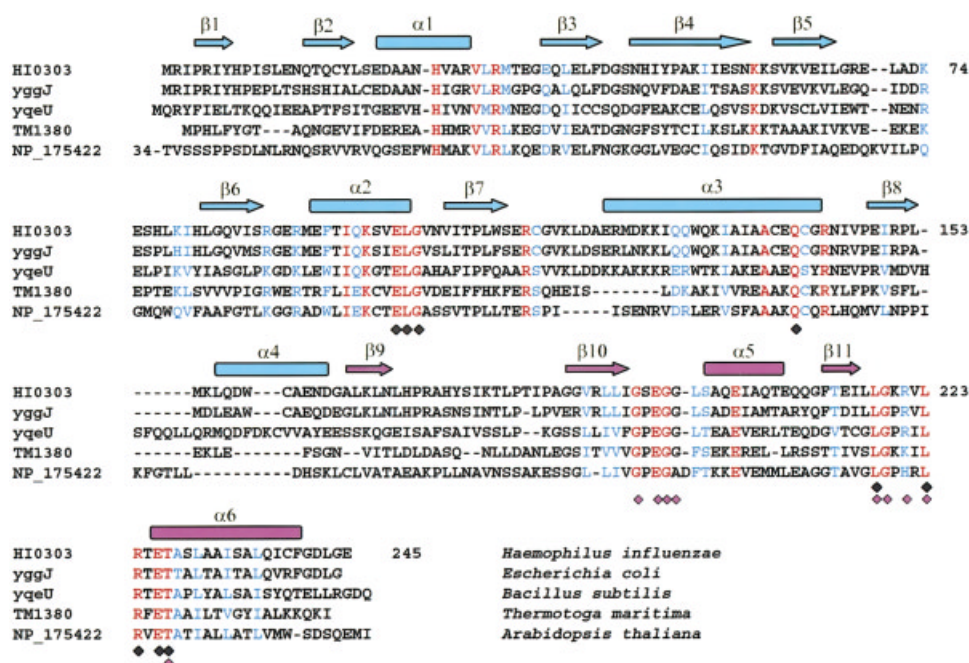 β1 β2 α1 β3 β4 β5
HI0303 MRIPRIYHPISLENQTQCYLSEDAAN-HVARVLRMTEGEQLELFDGSNHIYPAKIIESNKKSVKVEILGRE--LADK 74
yggJ MRIPRIYHPEPLTSHSHIALCEDAAN-HIGRVLRMGPGQALQLFDGSNQVFDAEITSASKKSVEVKVLEGQ--IDDR
yqeU MQRYFIELTKQQIEEAPTFSITGEEVH-HIVNVMRMNEGDQIICCSQDGFEAKCELQSVSKDKVSCLVIEWT--NENR
TM1380 MPHLFYGT---AQNGEVIFDEREA-HHMRVVRLKEGDVIEATDGNGFSYTCILKSLKKKTAAAKIVKVE--EKEK
NP_175422 34-TVSSSPPSDLNLRNQSRVVRVQGSEFWHMAKVLRLKQEDRVELFNGKGGLVEGCIQSIDKTGVDFIAQEDQKVILPQ
β6 α2 β7 α3 β8
HI0303 ESHLKIHLGQVISRGERMEFTIQKSVELGVNVITPLWSERCGVKLDAERMDKKIQQWQKIAIAACEQCGRNIVPEIRPL- 153
yggJ ESPLHIHLGQVMSRGEKMEFTIQKSIELGVSLITPLFSERCGVKLDSERLNKKLQQWQKIAIAACEQCGRNRVPEIRPA-
yqeU ELPIKVYIASGLPKGDKLEWIIQKGTELGAHAFIPFQAARSVVKLDDKKAKKKRERWTKIAKEAAEQSYRNEVPRVMDVH
TM1380 EPTEKLSVVVPIGRWERTRFLIEKCVELGVDEIFFHKFERSQHEIS-------LDKAKIVVREAAKQCKRYLFPKVSFL-
NP_175422 GMQWQVFAAFGTLKGGRADWLIEKCTELGASSVTPLLTERSPI-----ISENRVDRLERVSFAAAKQCQRLHQMVLNPPI
α4 β9 β10 α5 β11
HI0303 ------MKLQDW---CAENDGALKLNLHPRAHYSIKTLPTIPAGGVRLLIGSEGG-LSAQEIAQTEQQGFTEILLGKRVL 223
yggJ ------MDLEAW---CAEQDEGLKLNLHPRASNSINTLP-LPVERVRLLIGPEGG-LSADEIAMTARYQFTDILLGPRVL
yqeU SFQQLLQRMQDFDKCVVAYEESSKQGEISAFSAIVSSLP--KGSSLLIVFGPEGG-LTEAEVERLTEQDGVTCGLGPRIL
TM1380 ------EKLE-----FSGN---VITLDLDASQ--NLLDANLEGSITVVVGPEGG-FSEKERELL-RSSTTIVSLGKKIL
NP_175422 KFGTLL---------DHSKLCLVATAEAKPLLNAVNSSAKESSGL-LIVGPEGADFTKKEVEMMLEAGGTAVGLGPHRL
α6
HI0303 RTETASLAAISALQICFGDLGE 245 Haemophilus influenzae
yggJ RTETTALTAITALQVRFGDLG Escherichia coli
yqeU RTETAPLYALSAISYQTELLRGDQ Bacillus subtilis
TM1380 RFETAAILTVGYIALKKQKI Thermotoga maritima
NP_175422 RVETATIALLATLVMW-SDSQEMI Arabidopsis thaliana